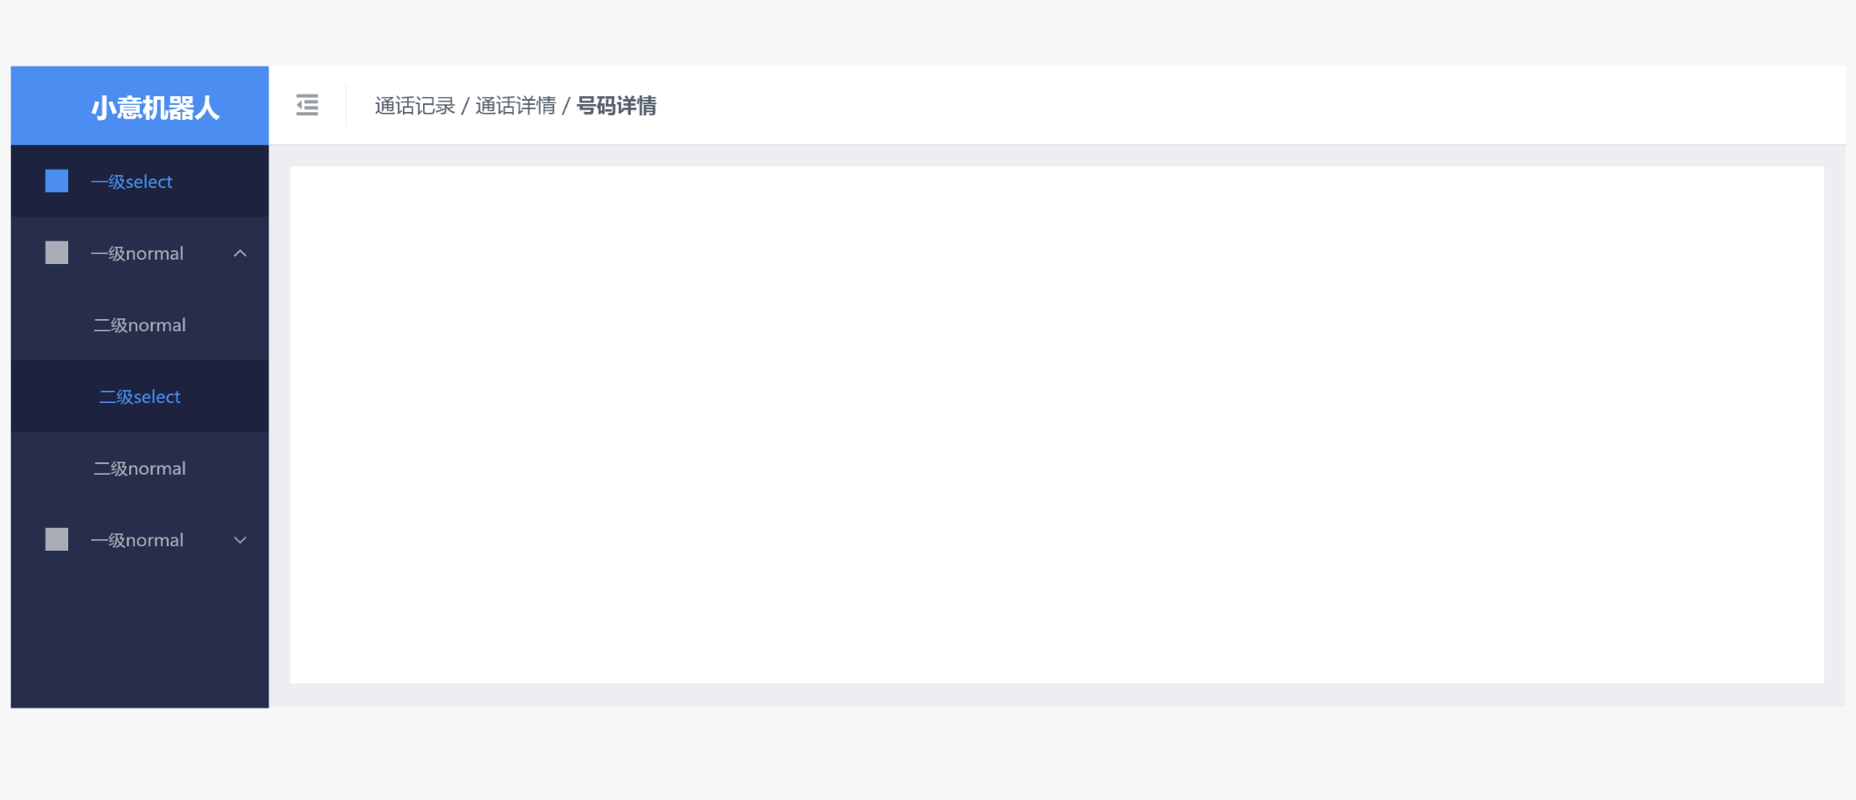 小意机器人
通话记录 / 通话详情 / 号码详情
一级select
一级normal
二级normal
二级select
二级normal
一级normal